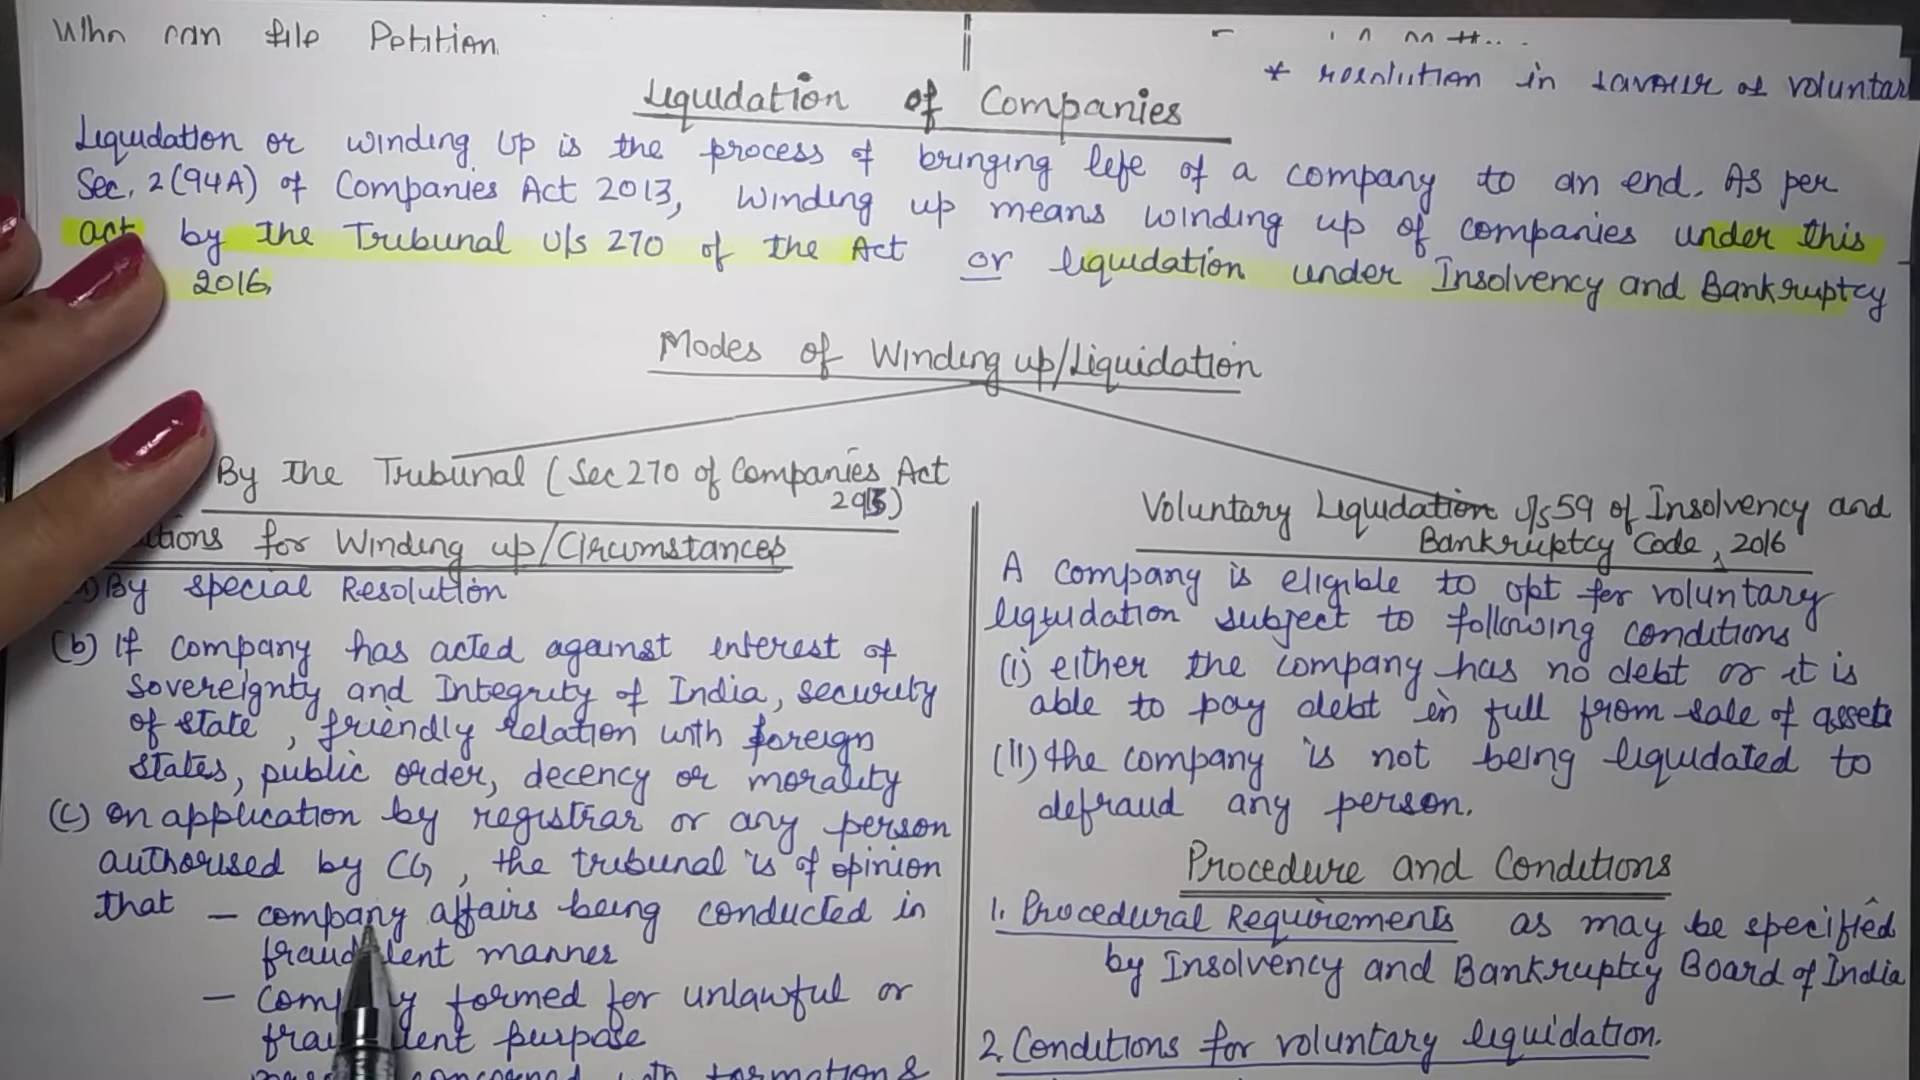 Who can file Petition
* resolution in favour of voluntar
Liquidation of Companies
Liquidation or winding up is the process of bringing life of a company to an end. As per
Sec. 2(94A) of Companies Act 2013, winding up means winding up of companies under this
act by the Tribunal u/s 270 of the Act or liquidation under Insolvency and Bankruptcy
2016,
Modes of Winding up/Liquidation
By the Tribunal (Sec 270 of Companies Act
2013)
Conditions for Winding up/Circumstances
(a) By special Resolution
(b) If company has acted against interest of
sovereignty and Integrity of India, security
of state, friendly relation with foreign
states, public order, decency or morality
(c) on application by registrar or any person
authorised by CG, the tribunal is of opinion
that - company affairs being conducted in
fraudulent manner
- company formed for unlawful or
fraudulent purpose
concerned with formation &
Voluntary Liquidation u/s 59 of Insolvency and
Bankruptcy Code, 2016
A company is eligible to opt for voluntary
liquidation subject to following conditions
(i) either the company has no debt or it is
able to pay debt in full from sale of assets
(ii) the company is not being liquidated to
defraud any person.
Procedure and Conditions
1. Procedural Requirements as may be specified
by Insolvency and Bankruptcy Board of India
2. Conditions for voluntary liquidation.